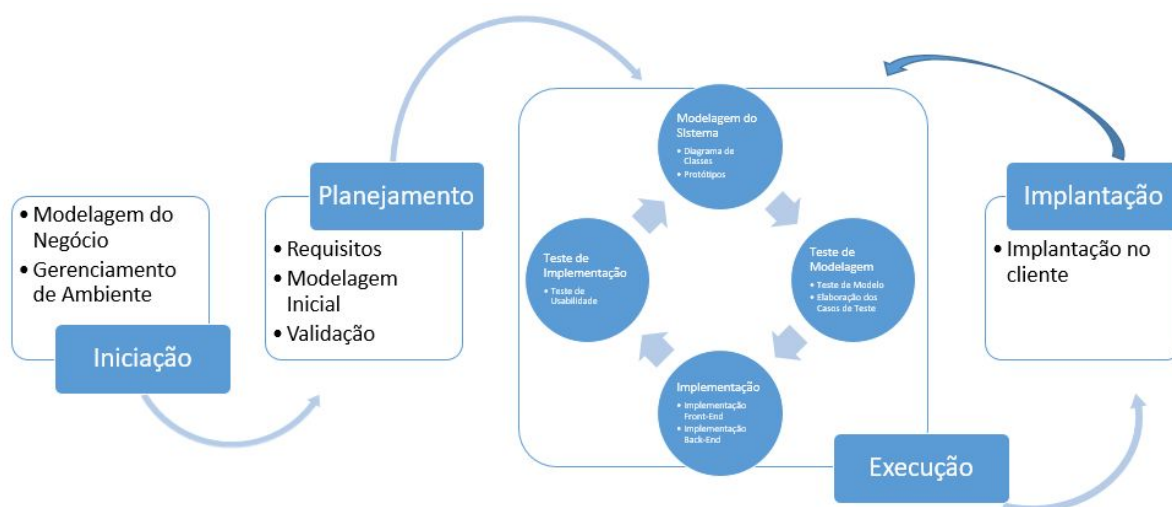 • Modelagem do
Negócio
• Gerenciamento
de Ambiente
Iniciação
Planejamento
• Requisitos
• Modelagem
Inicial
• Validação
Modelagem do
Sistema
• Diagrama de
Classes
• Protótipos
Teste de
Modelagem
• Teste de Modelo
• Elaboração dos
Casos de Teste
Implementação
• Implementação
Front-End
• Implementação
Back-End
Teste de
Implementação
• Teste de
Usabilidade
Execução
Implantação
• Implantação no
cliente